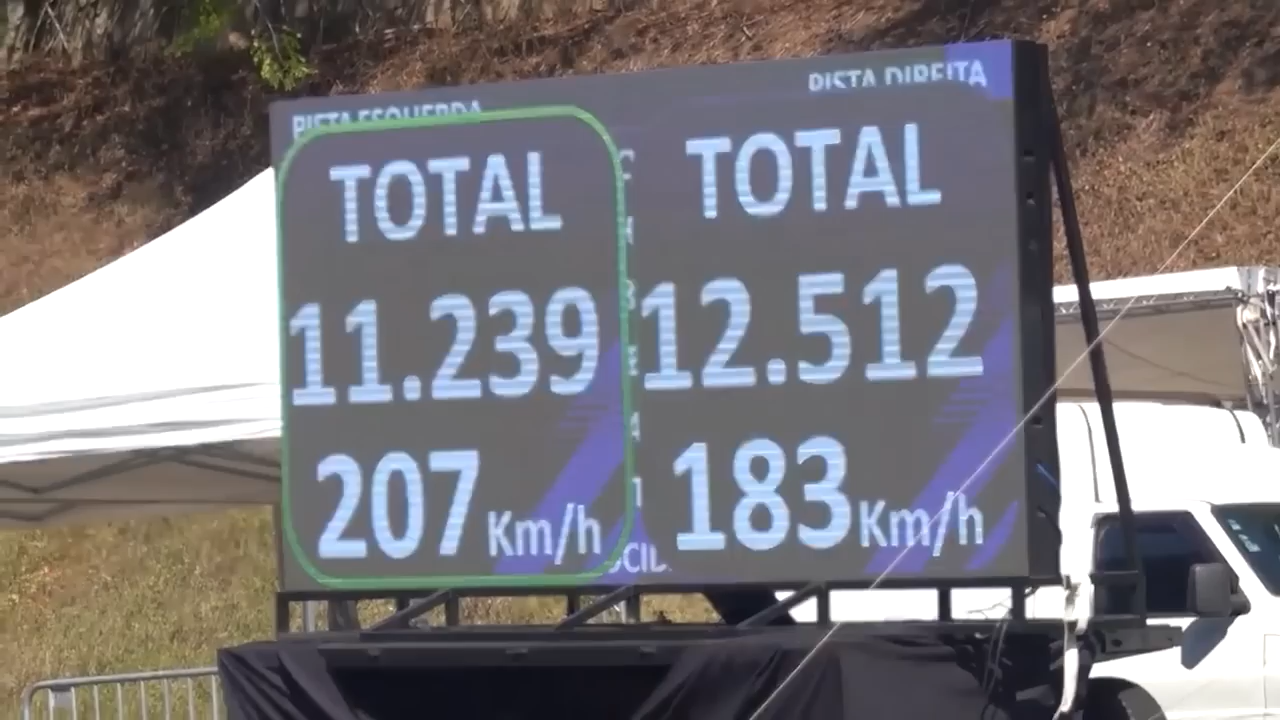 PISTA ESQUERDA
PISTA DIREITA
TOTAL
11.239
207 Km/h
TOTAL
12.512
183 Km/h